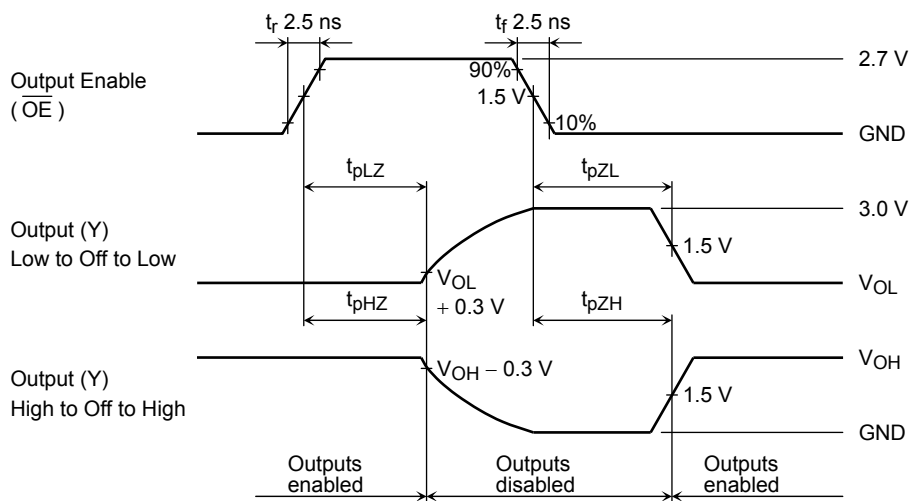 tr 2.5 ns
tf 2.5 ns
Output Enable
( OE )
90%
1.5 V
10%
2.7 V
GND
tpLZ
tpZL
Output (Y)
Low to Off to Low
3.0 V
1.5 V
VOL
+ 0.3 V
VOL
tpHZ
tpZH
Output (Y)
High to Off to High
VOH − 0.3 V
VOH
1.5 V
GND
Outputs
enabled
Outputs
disabled
Outputs
enabled